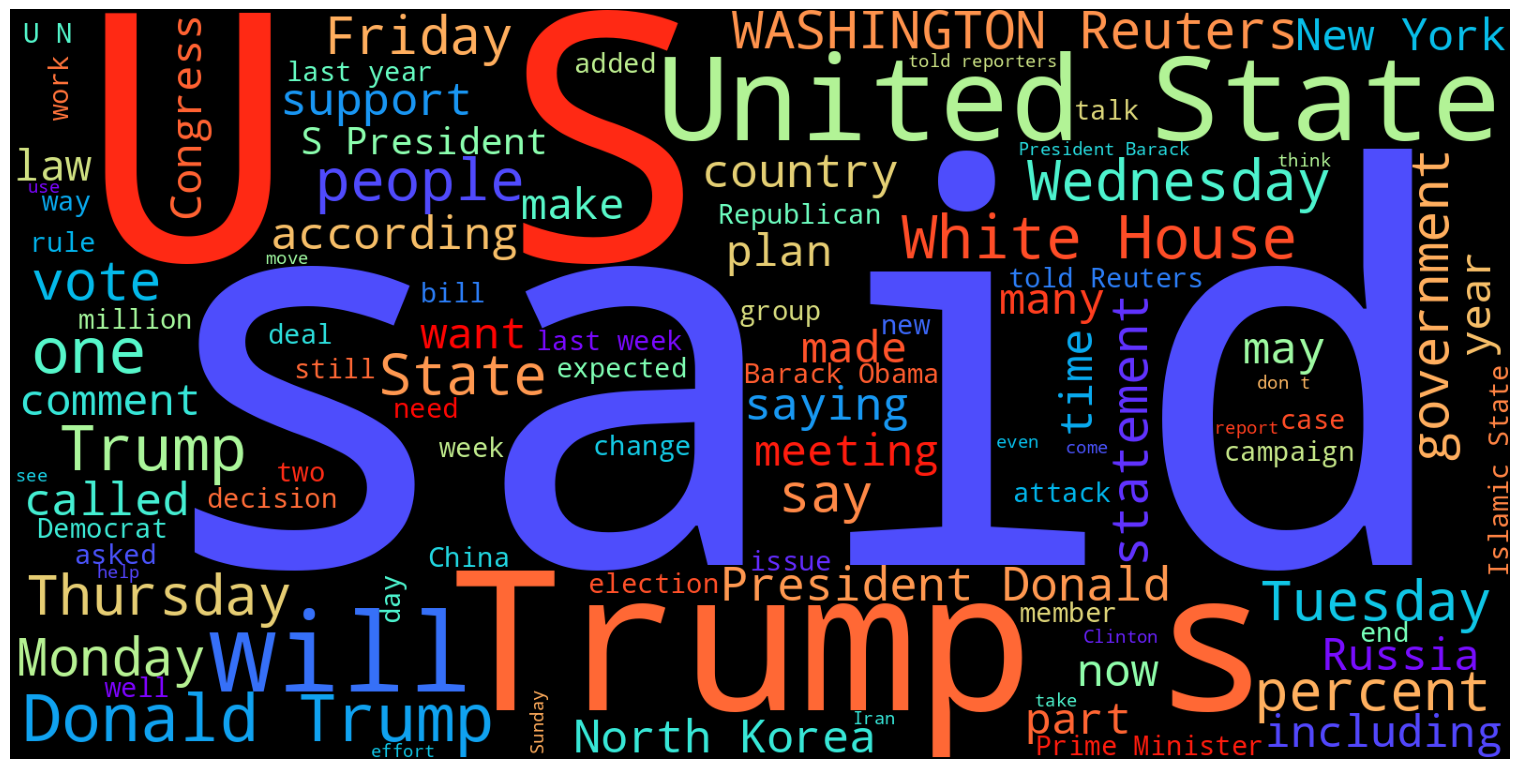 U N
U S
Friday
WASHINGTON Reuters
New York
Congress
work
last year
added
told reporters
support
United State
talk
S President
law
people
country
President Barack
think
Wednesday
use
way
make
Republican
according
rule
plan
White House
move
vote
bill
told Reuters
government
year
million
group
many
said
deal
want
last week
new
one
made
time
statement
may
still
State
expected
Barack Obama
don t
comment
need
saying
Islamic State
Trump
week
change
meeting
even
come
report
case
campaign
see
two
called
decision
say
attack
Democrat
asked
help
China
issue
Thursday
day
election
President Donald
Tuesday
will
Trump s
member
Clinton
end
Monday
now
Russia
well
percent
Donald Trump
Sunday
North Korea
Iran
take
part
including
effort
Prime Minister